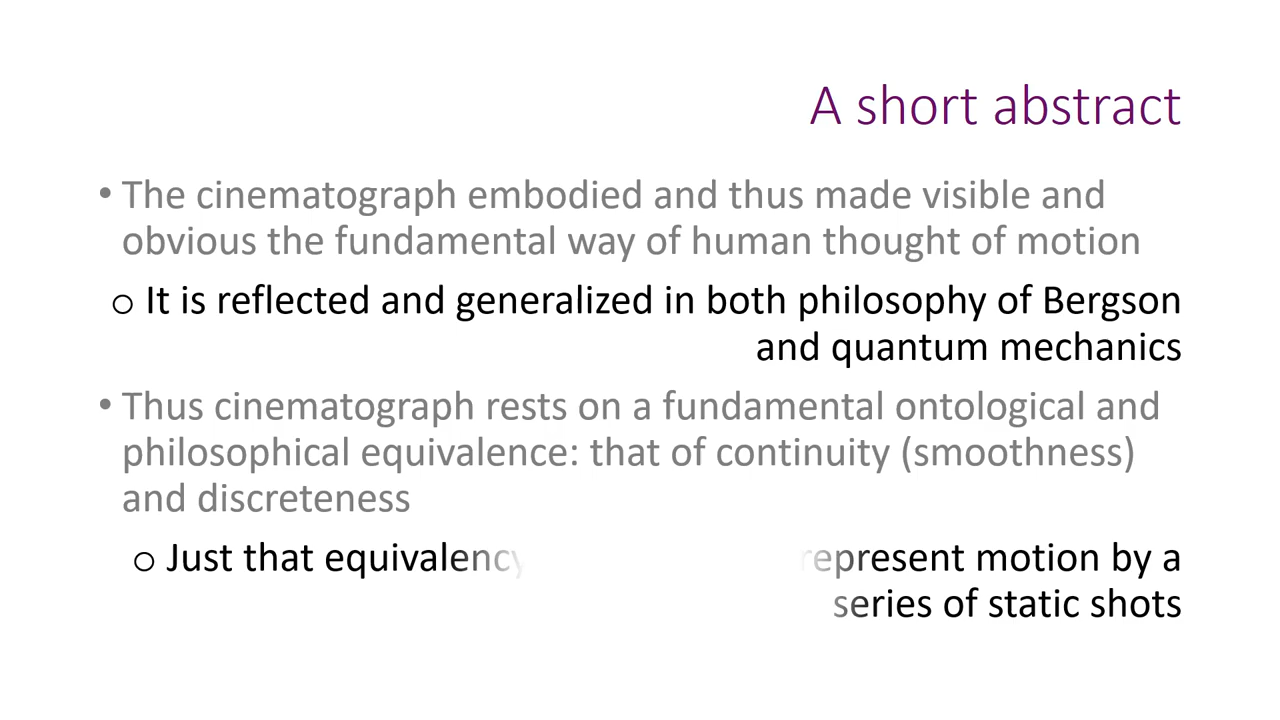 A short abstract
• The cinematograph embodied and thus made visible and
obvious the fundamental way of human thought of motion
o It is reflected and generalized in both philosophy of Bergson
and quantum mechanics
• Thus cinematograph rests on a fundamental ontological and
philosophical equivalence: that of continuity (smoothness)
and discreteness
o Just that equivalency represent motion by a
series of static shots